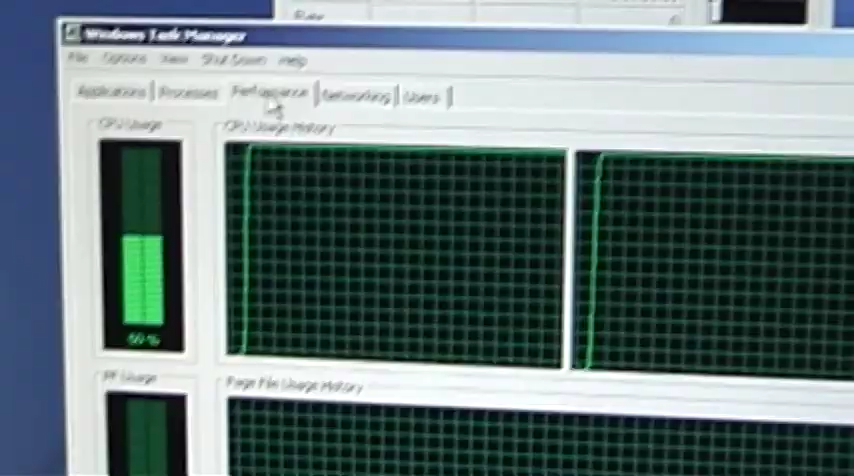 Rate
Windows Task Manager
File Options View Shut Down Help
Applications Processes Performance Networking Users
CPU Usage CPU Usage History
PF Usage Page File Usage History